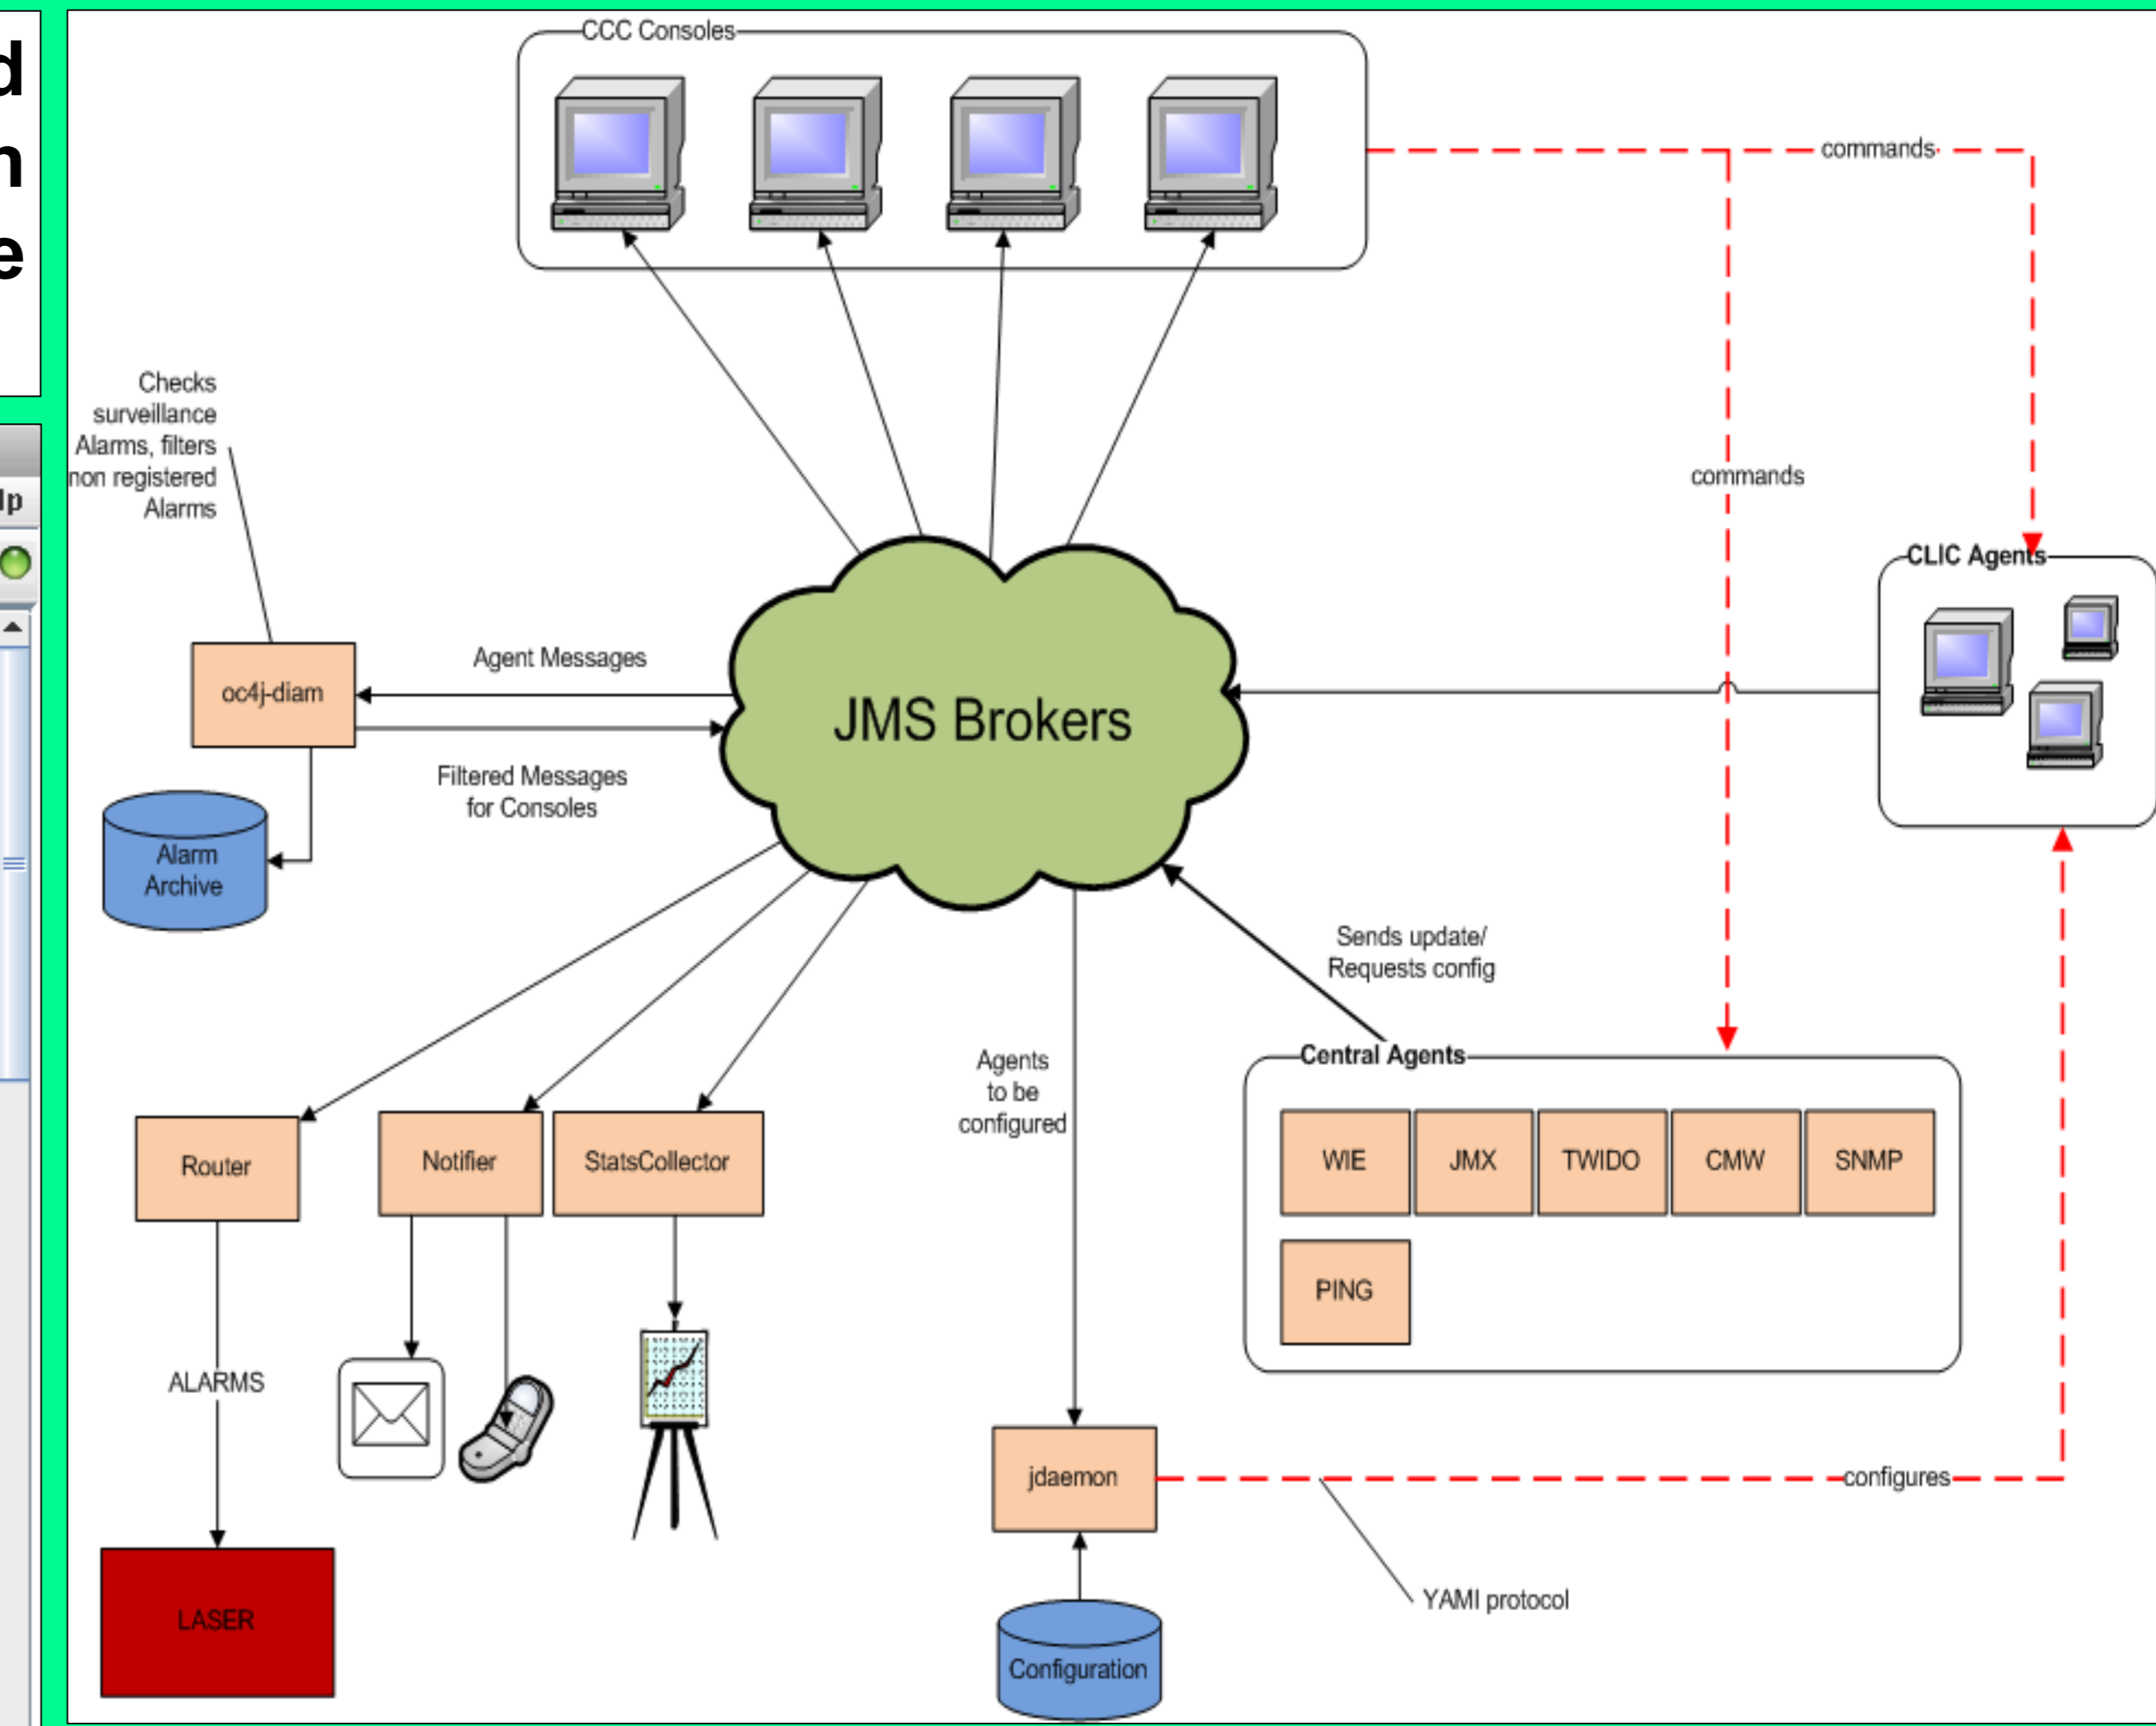 d
n
e
lp
CCC Consoles
commands
Checks
surveillance
Alarms, filters
non registered
Alarms
commands
CLIC Agents
oc4j-diam
Agent Messages
JMS Brokers
Filtered Messages
for Consoles
Alarm
Archive
Sends update/
Requests config
Agents
to be
configured
Central Agents
Router
Notifier
StatsCollector
WIE
JMX
TWIDO
CMW
SNMP
PING
ALARMS
jdaemon
configures
LASER
YAMI protocol
Configuration